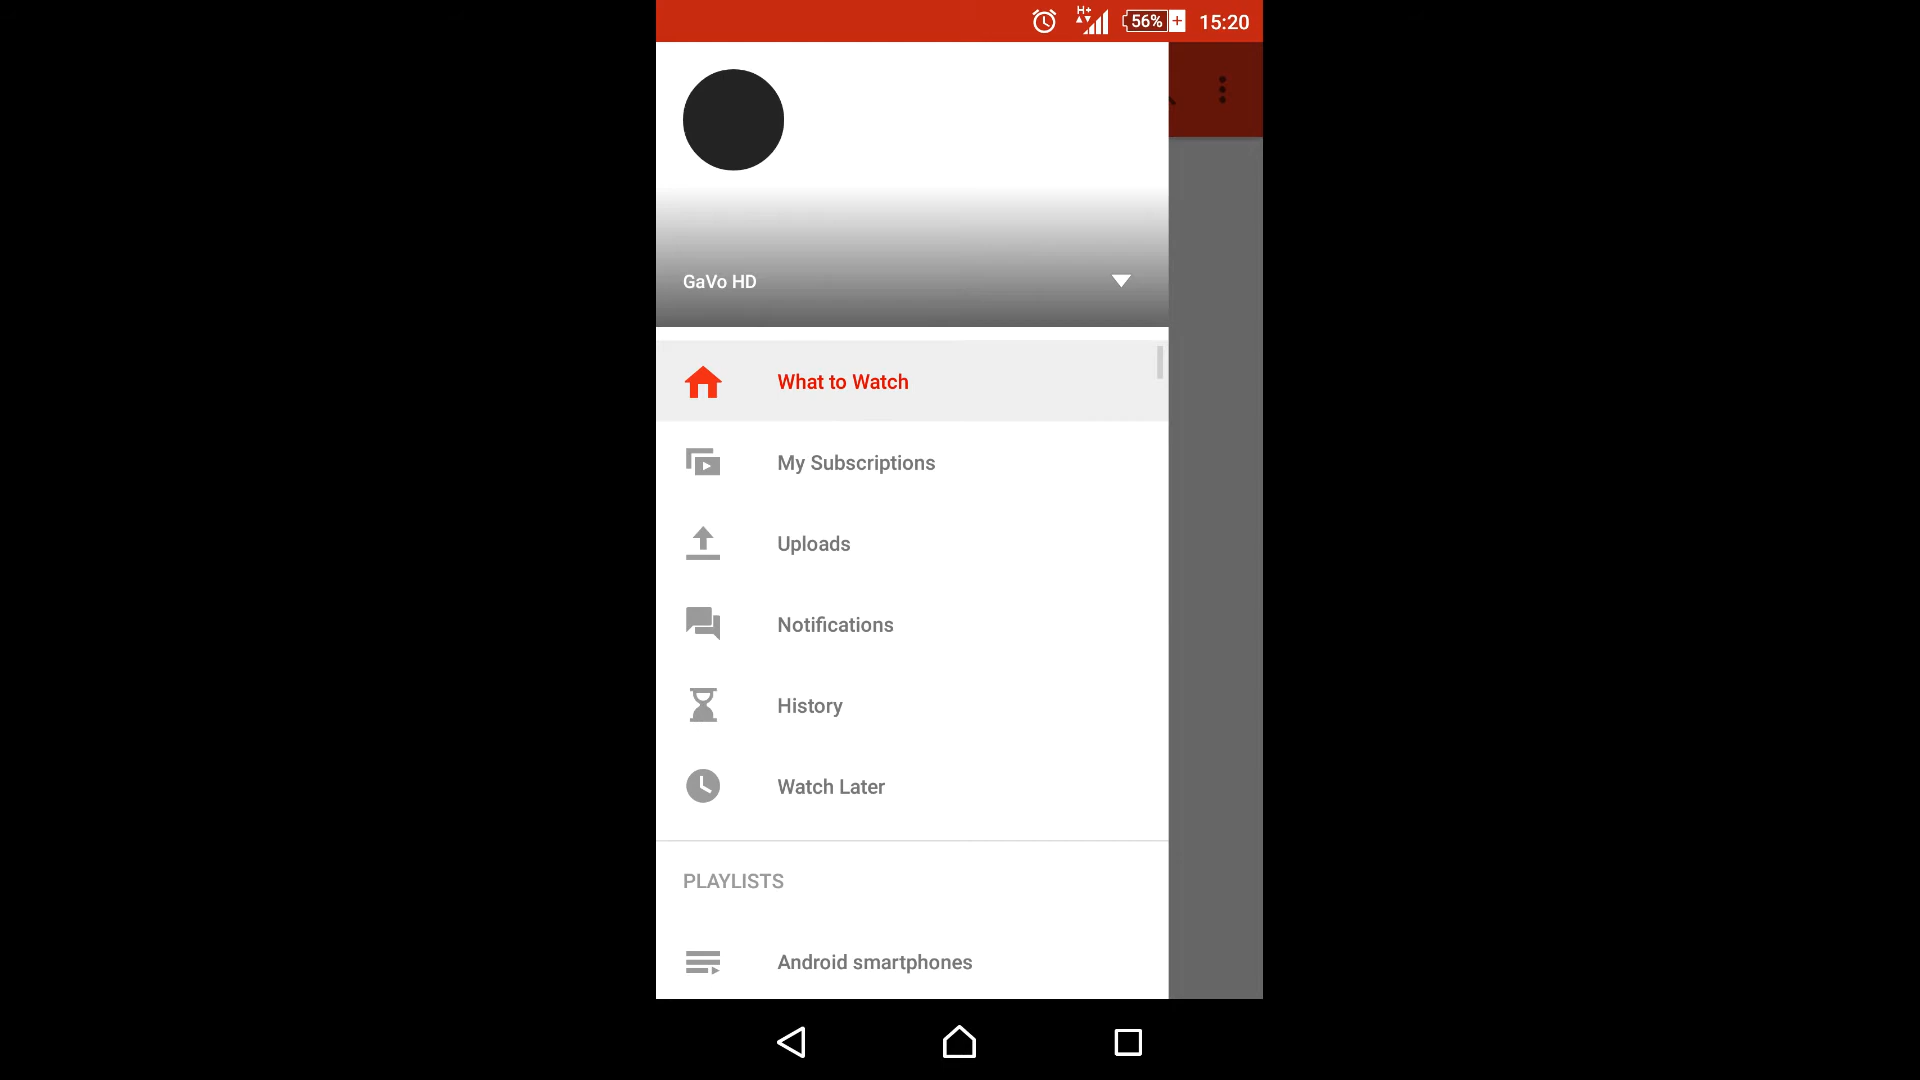 H+
56%
15:20
GaVo HD
What to Watch
My Subscriptions
Uploads
Notifications
History
Watch Later
PLAYLISTS
Android smartphones